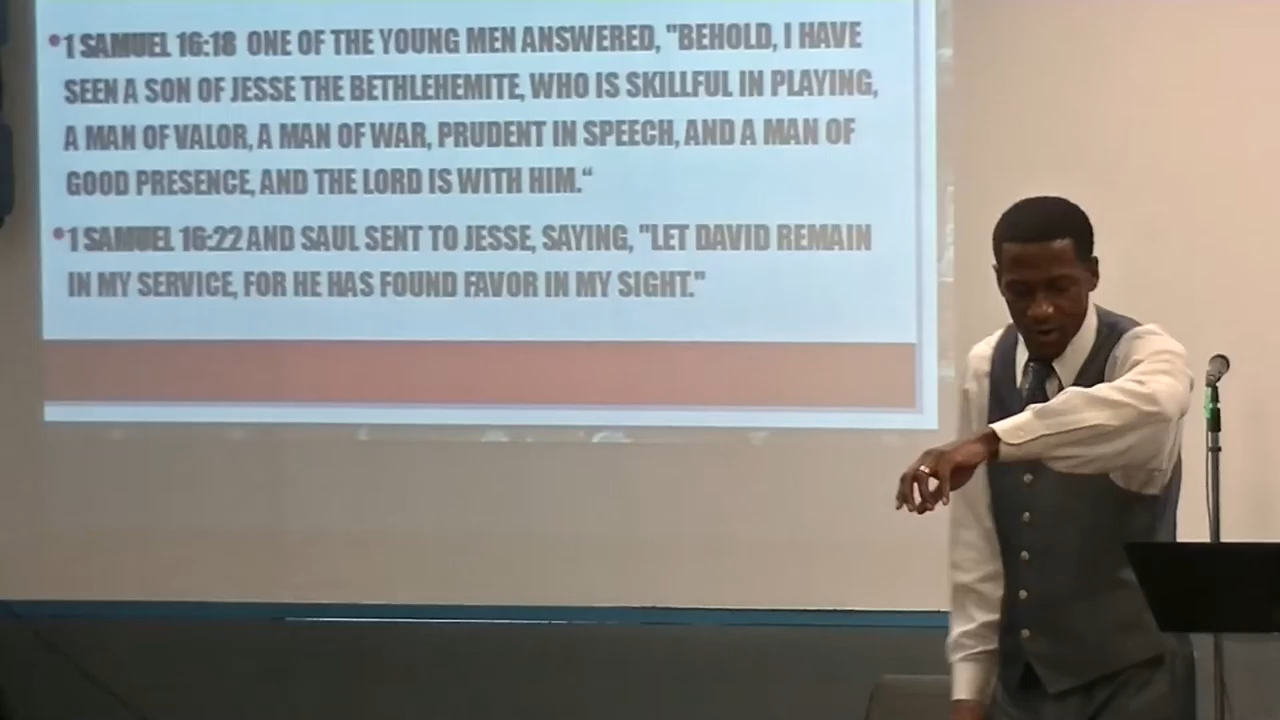 •1 SAMUEL 16:18 ONE OF THE YOUNG MEN ANSWERED, "BEHOLD, I HAVE
SEEN A SON OF JESSE THE BETHLEHEMITE, WHO IS SKILLFUL IN PLAYING,
A MAN OF VALOR, A MAN OF WAR, PRUDENT IN SPEECH, AND A MAN OF
GOOD PRESENCE, AND THE LORD IS WITH HIM.“
•1 SAMUEL 16:22 AND SAUL SENT TO JESSE, SAYING, "LET DAVID REMAIN
IN MY SERVICE, FOR HE HAS FOUND FAVOR IN MY SIGHT."